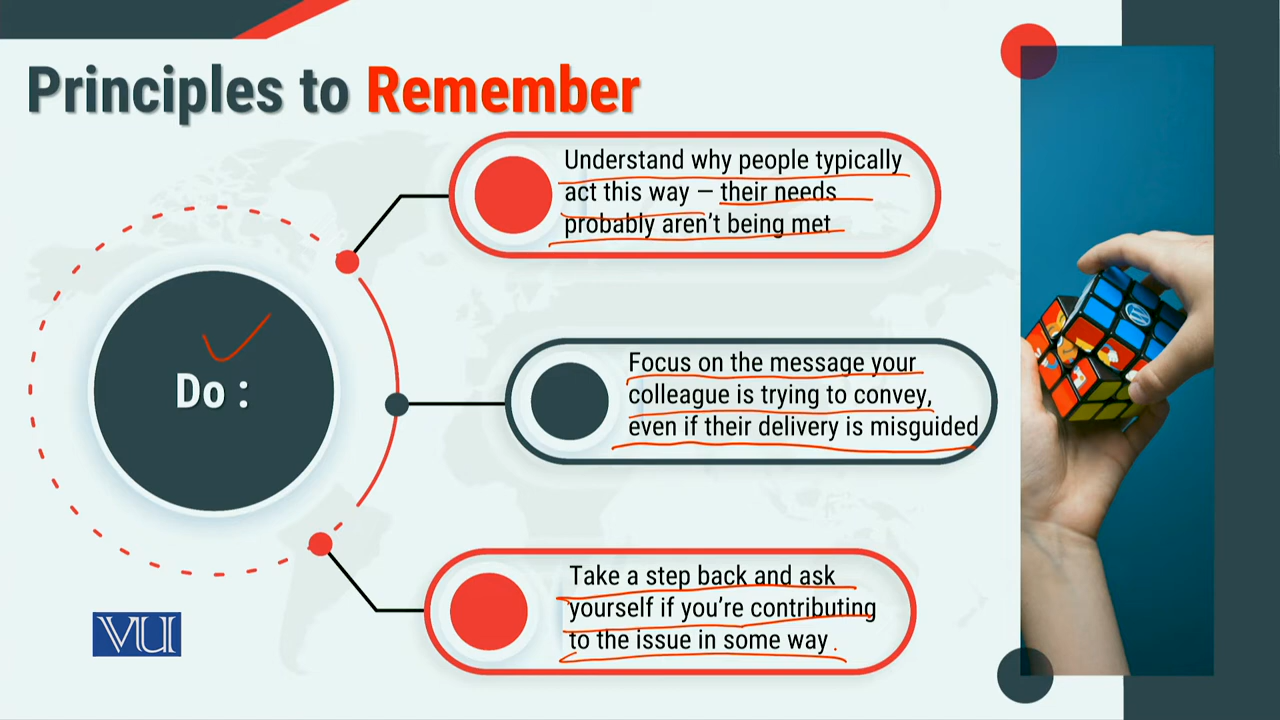 Principles to Remember
Understand why people typically
act this way – their needs
probably aren't being met
Do :
Focus on the message your
colleague is trying to convey,
even if their delivery is misguided
Take a step back and ask
yourself if you're contributing
to the issue in some way .
VU